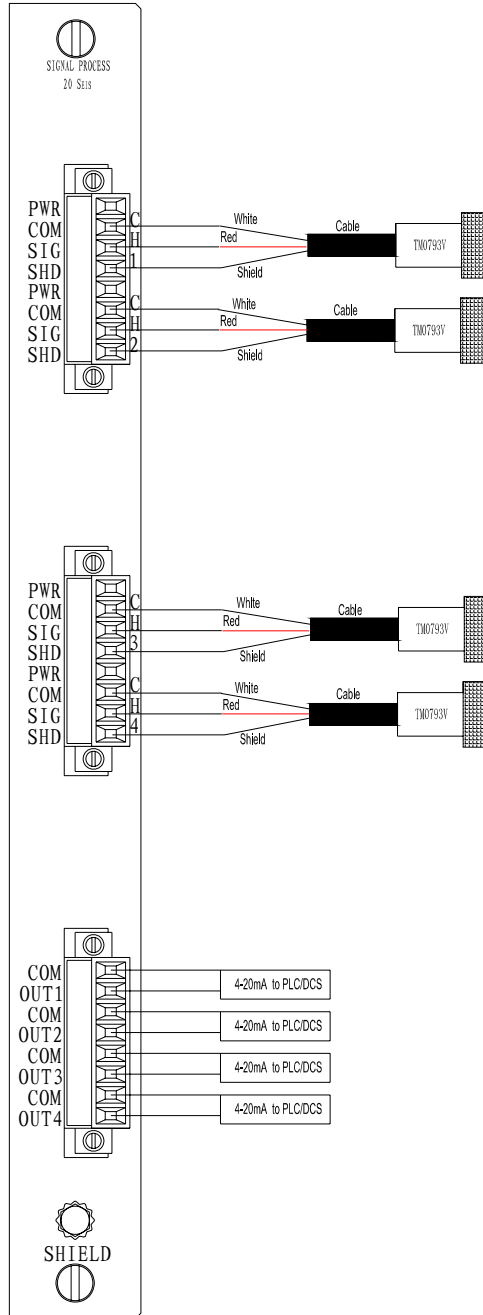 SIGNAL PROCESS
20 SEIS
PWR
COM C White Cable
SIG H Red TM0793V
SHD 1 Shield
PWR
COM C White Cable
SIG H Red TM0793V
SHD 2 Shield
PWR
COM C White Cable
SIG H Red TM0793V
SHD 3 Shield
PWR
COM C White Cable
SIG H Red TM0793V
SHD 4 Shield
COM
OUT1 4-20mA to PLC/DCS
COM
OUT2 4-20mA to PLC/DCS
COM
OUT3 4-20mA to PLC/DCS
COM
OUT4 4-20mA to PLC/DCS
SHIELD